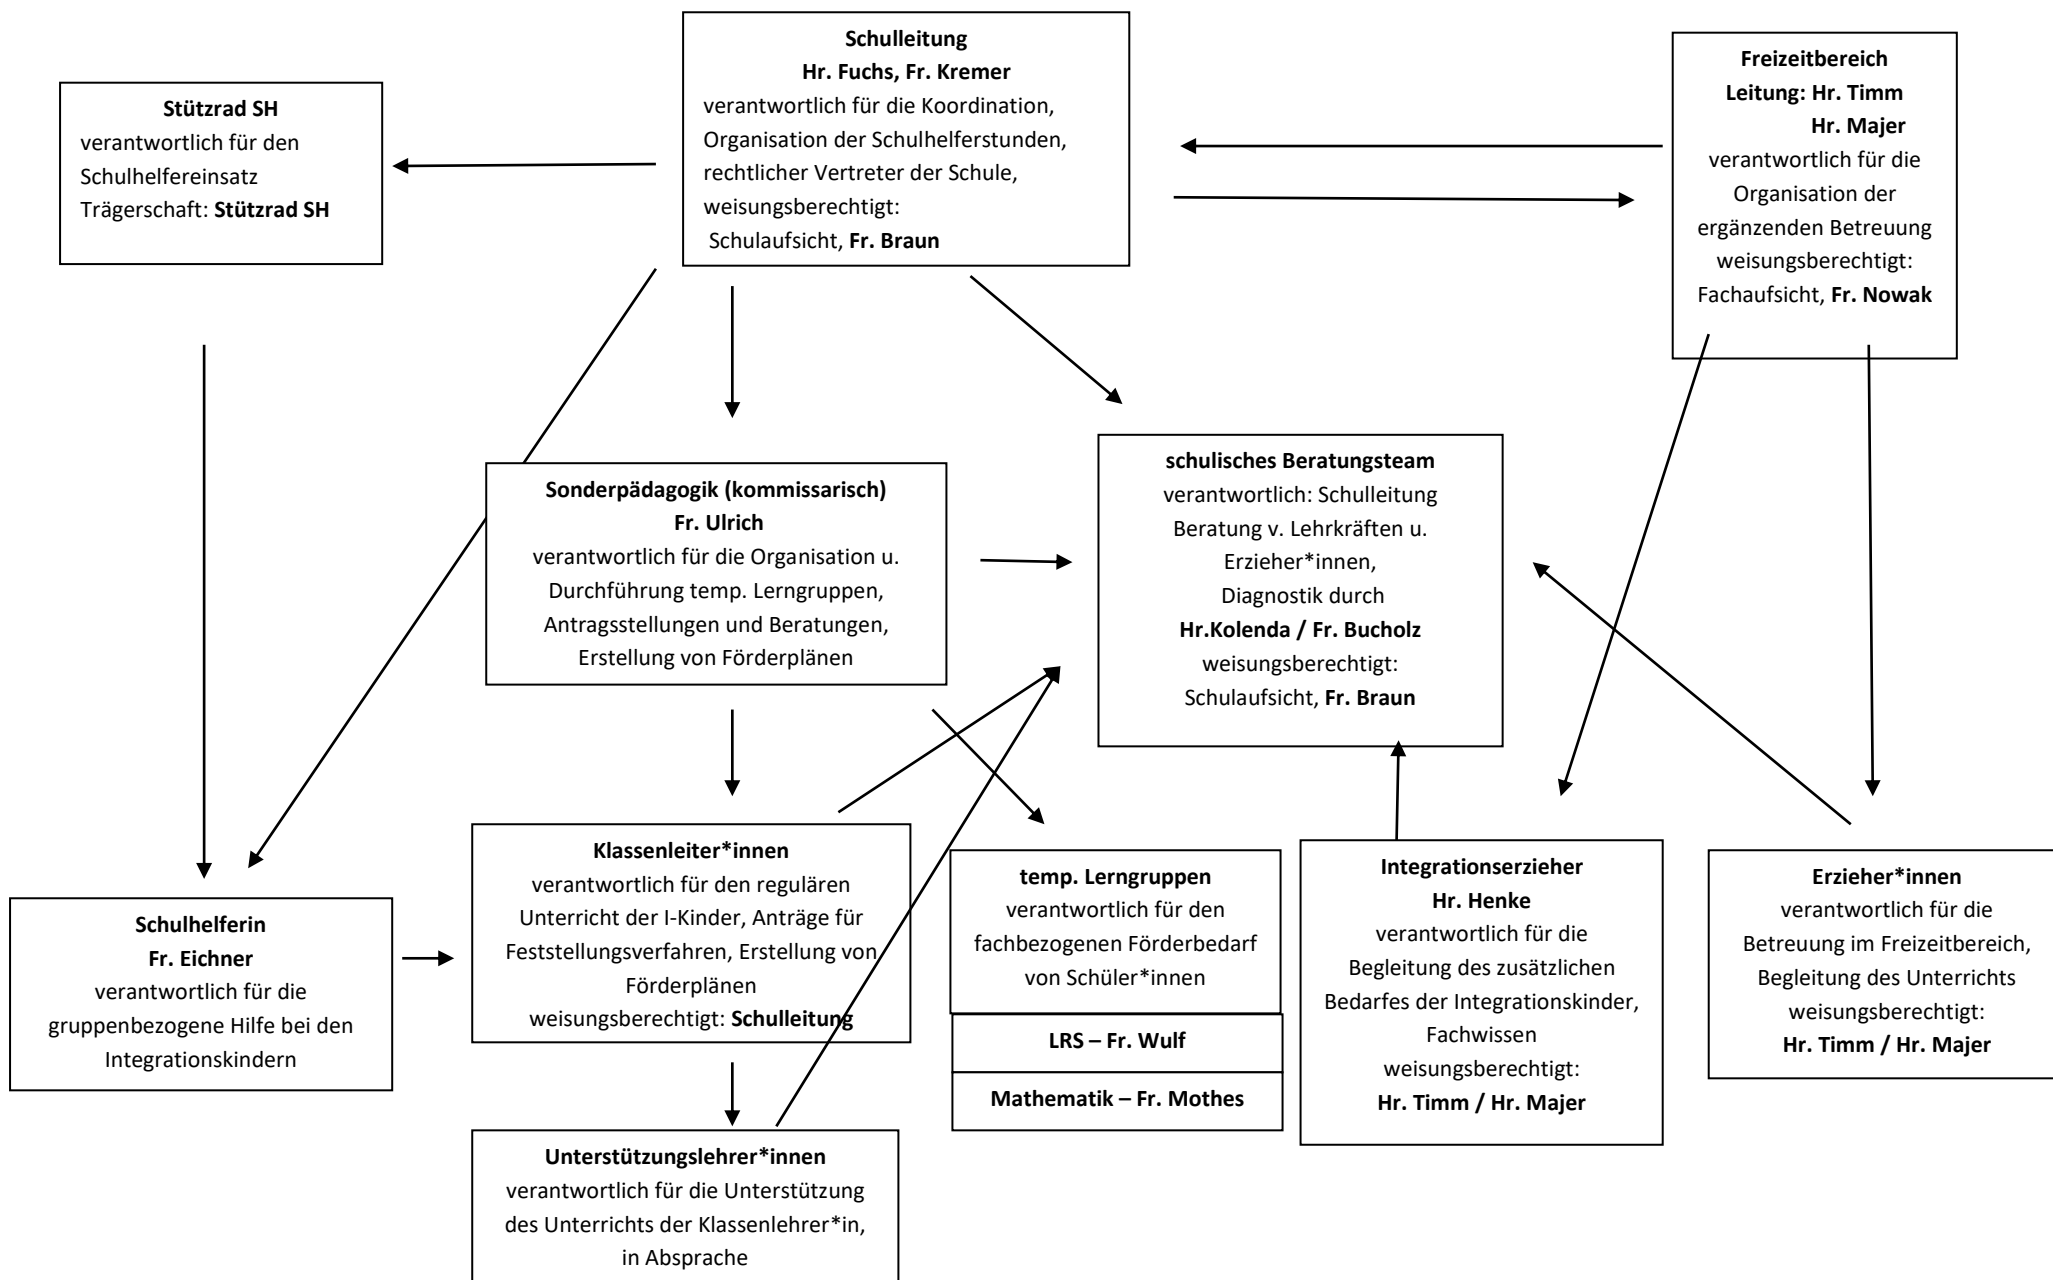 Schulleitung
Hr. Fuchs, Fr. Kremer
verantwortlich für die Koordination,
Organisation der Schulhelferstunden,
rechtlicher Vertreter der Schule,
weisungsberechtigt:
Schulaufsicht, Fr. Braun
Freizeitbereich
Leitung: Hr. Timm
Hr. Majer
verantwortlich für die
Organisation der
ergänzenden Betreuung
weisungsberechtigt:
Fachaufsicht, Fr. Nowak
Stützrad SH
verantwortlich für den
Schulhelfereinsatz
Trägerschaft: Stützrad SH
Sonderpädagogik (kommissarisch)
Fr. Ulrich
verantwortlich für die Organisation u.
Durchführung temp. Lerngruppen,
Antragsstellungen und Beratungen,
Erstellung von Förderplänen
schulisches Beratungsteam
verantwortlich: Schulleitung
Beratung v. Lehrkräften u.
Erzieher*innen,
Diagnostik durch
Hr.Kolenda / Fr. Bucholz
weisungsberechtigt:
Schulaufsicht, Fr. Braun
Schulhelferin
Fr. Eichner
verantwortlich für die
gruppenbezogene Hilfe bei den
Integrationskindern
Klassenleiter*innen
verantwortlich für den regulären
Unterricht der I-Kinder, Anträge für
Feststellungsverfahren, Erstellung von
Förderplänen
weisungsberechtigt: Schulleitung
temp. Lerngruppen
verantwortlich für den
fachbezogenen Förderbedarf
von Schüler*innen
LRS – Fr. Wulf
Mathematik – Fr. Mothes
Integrationserzieher
Hr. Henke
verantwortlich für die
Begleitung des zusätzlichen
Bedarfes der Integrationskinder,
Fachwissen
weisungsberechtigt:
Hr. Timm / Hr. Majer
Erzieher*innen
verantwortlich für die
Betreuung im Freizeitbereich,
Begleitung des Unterrichts
weisungsberechtigt:
Hr. Timm / Hr. Majer
Unterstützungslehrer*innen
verantwortlich für die Unterstützung
des Unterrichts der Klassenlehrer*in,
in Absprache